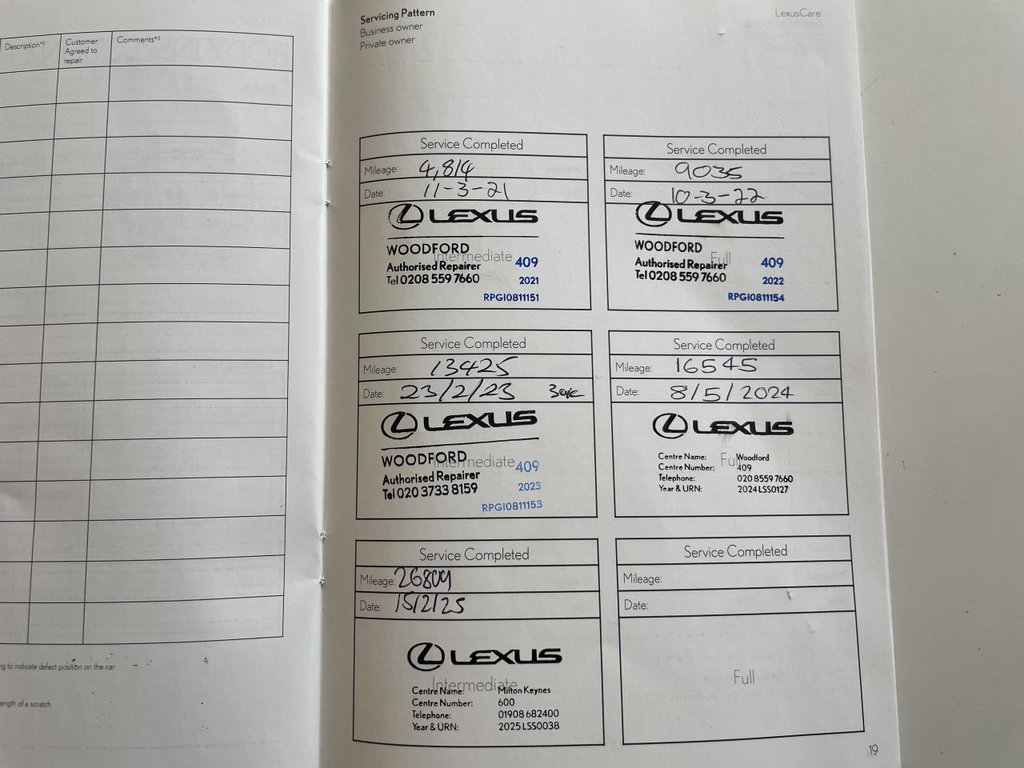 Description*²
Customer Agreed to repair
Comments*³
to indicate defect position on the car
length of a scratch
Servicing Pattern
Business owner
Private owner
LexusCare
Service Completed
Mileage: 4,814
Date: 11-3-21
LEXUS
WOODFORD
Intermediate
Authorised Repairer 409
Tel 0208 559 7660 2021
RPGI0811151
Service Completed
Mileage: 9035
Date: 10-3-22
LEXUS
WOODFORD
Full
Authorised Repairer 409
Tel 0208 559 7660 2022
RPGI0811154
Service Completed
Mileage: 13425
Date: 23/2/23
LEXUS
WOODFORD
Intermediate 409
Authorised Repairer
Tel 020 3733 8159 2023
RPGI0811153
Service Completed
Mileage: 16545
Date: 8/5/2024
LEXUS
Full
Centre Name: Woodford
Centre Number: 409
Telephone: 020 8559 7660
Year & URN: 2024LSS0127
Service Completed
Mileage: 26809
Date: 15/2/25
LEXUS
Intermediate
Centre Name: Milton Keynes
Centre Number: 600
Telephone: 01908 682400
Year & URN: 2025 LSS0038
Service Completed
Mileage:
Date:
Full
19